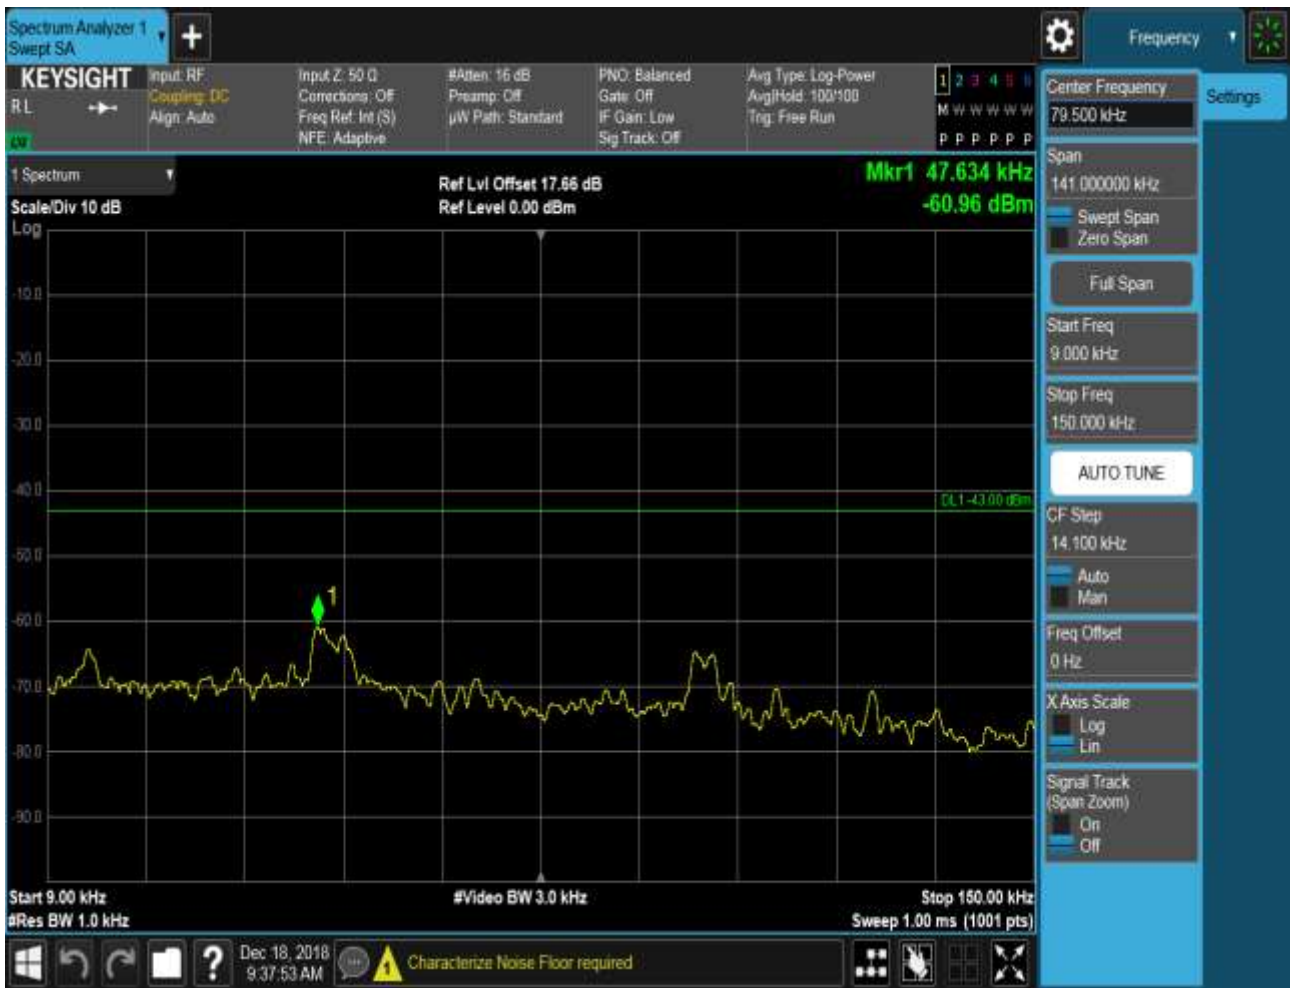 Spectrum Analyzer 1
Swept SA
Frequency
KEYSIGHT
R L
Input: RF
Coupling: DC
Align: Auto
Input Z: 50 Ω
Corrections: Off
Freq Ref: Int (S)
NFE: Adaptive
#Atten: 16 dB
Preamp: Off
µW Path: Standard
PNO: Balanced
Gate: Off
IF Gain: Low
Sig Track: Off
Avg Type: Log-Power
Avg|Hold: 100/100
Trig: Free Run
1 2 3 4 5 6
M W W W W W
P P P P P P
1 Spectrum
Scale/Div 10 dB
Log
Ref Lvl Offset 17.66 dB
Ref Level 0.00 dBm
Mkr1 47.634 kHz
-60.96 dBm
-10.0
-20.0
-30.0
-40.0
DL1 -43.00 dBm
-50.0
1
-60.0
-70.0
-80.0
-90.0
Start 9.00 kHz
#Res BW 1.0 kHz
#Video BW 3.0 kHz
Stop 150.00 kHz
Sweep 1.00 ms (1001 pts)
Center Frequency
79.500 kHz
Settings
Span
141.000000 kHz
Swept Span
Zero Span
Full Span
Start Freq
9.000 kHz
Stop Freq
150.000 kHz
AUTO TUNE
CF Step
14.100 kHz
Auto
Man
Freq Offset
0 Hz
X Axis Scale
Log
Lin
Signal Track
(Span Zoom)
On
Off
?
Dec 18, 2018
9:37:53 AM
1
Characterize Noise Floor required